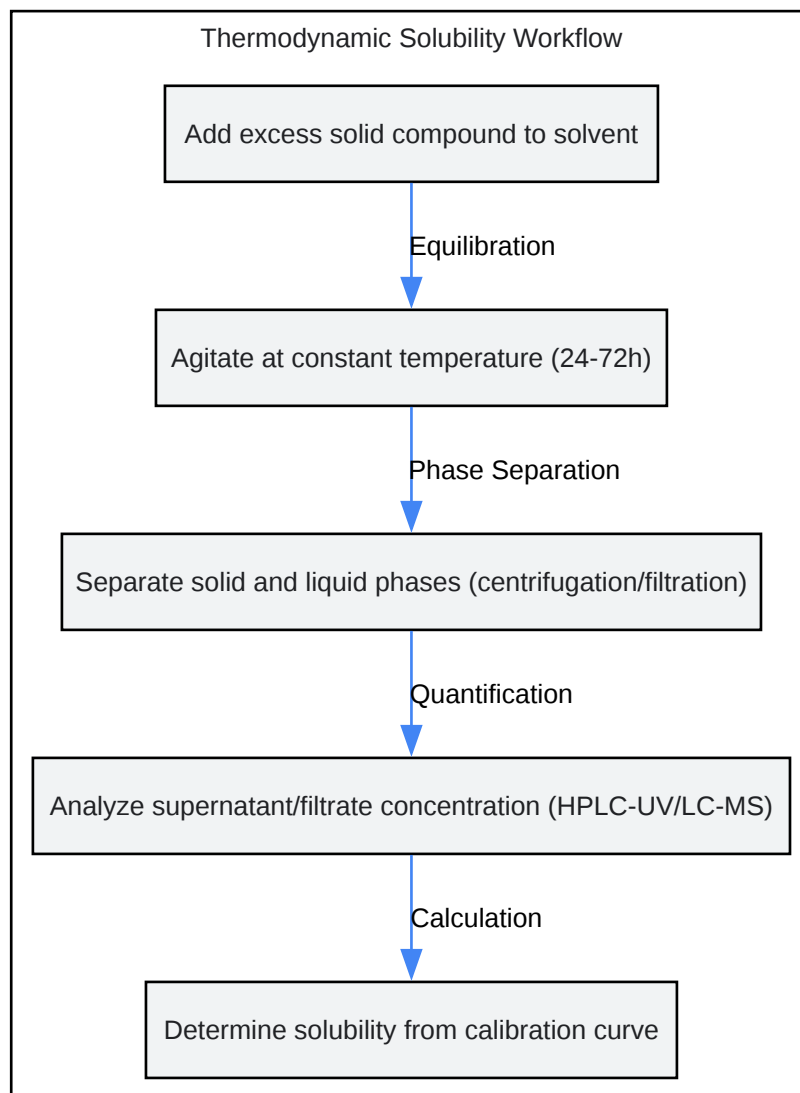 Thermodynamic Solubility Workflow
Add excess solid compound to solvent
Equilibration
Agitate at constant temperature (24-72h)
Phase Separation
Separate solid and liquid phases (centrifugation/filtration)
Quantification
Analyze supernatant/filtrate concentration (HPLC-UV/LC-MS)
Calculation
Determine solubility from calibration curve